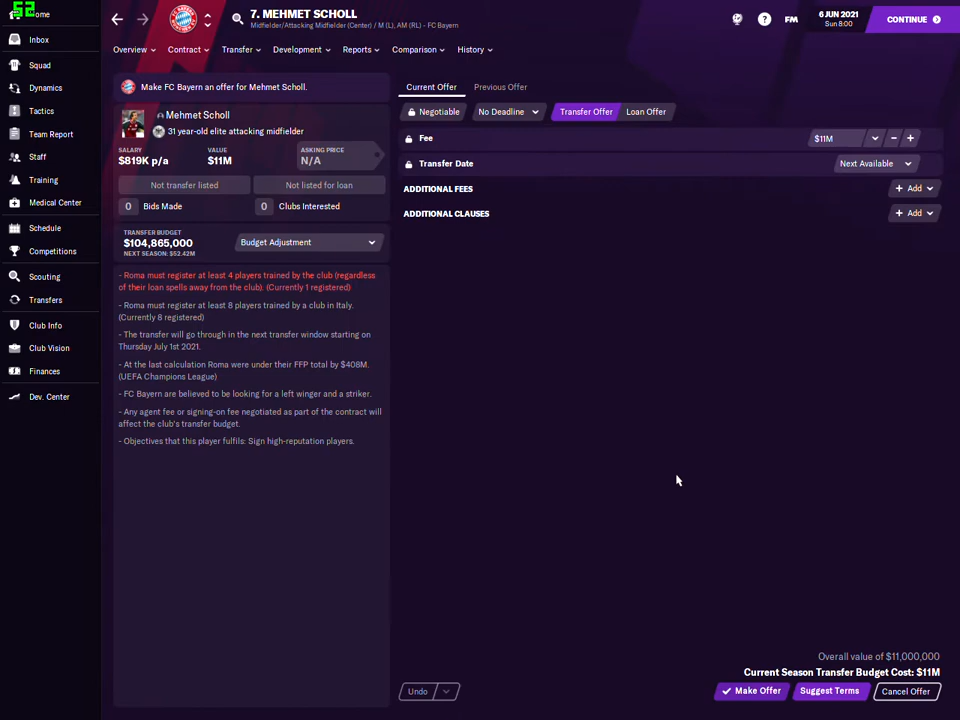 52
ome
Inbox
Squad
Dynamics
Tactics
Team Report
Staff
Training
Medical Center
Schedule
Competitions
Scouting
Transfers
Club Info
Club Vision
Finances
Dev. Center
7. MEHMET SCHOLL
Midfielder/Attacking Midfielder (Center) / M (L), AM (RL) - FC Bayern
FM
6 JUN 2021
Sun 8:00
CONTINUE
Overview
Contract
Transfer
Development
Reports
Comparison
History
Make FC Bayern an offer for Mehmet Scholl.
Mehmet Scholl
31 year-old elite attacking midfielder
SALARY
$819K p/a
VALUE
$11M
ASKING PRICE
N/A
Not transfer listed
Not listed for loan
0 Bids Made
0 Clubs Interested
TRANSFER BUDGET
$104,865,000
NEXT SEASON: $52.42M
Budget Adjustment
- Roma must register at least 4 players trained by the club (regardless
of their loan spells away from the club). (Currently 1 registered)
- Roma must register at least 8 players trained by a club in Italy.
(Currently 8 registered)
- The transfer will go through in the next transfer window starting on
Thursday July 1st 2021.
- At the last calculation Roma were under their FFP total by $408M.
(UEFA Champions League)
- FC Bayern are believed to be looking for a left winger and a striker.
- Any agent fee or signing-on fee negotiated as part of the contract will
affect the club's transfer budget.
- Objectives that this player fulfils: Sign high-reputation players.
Current Offer
Previous Offer
Negotiable
No Deadline
Transfer Offer
Loan Offer
Fee
$11M
Transfer Date
Next Available
ADDITIONAL FEES
+ Add
ADDITIONAL CLAUSES
+ Add
Overall value of $11,000,000
Current Season Transfer Budget Cost: $11M
Undo
Make Offer
Suggest Terms
Cancel Offer